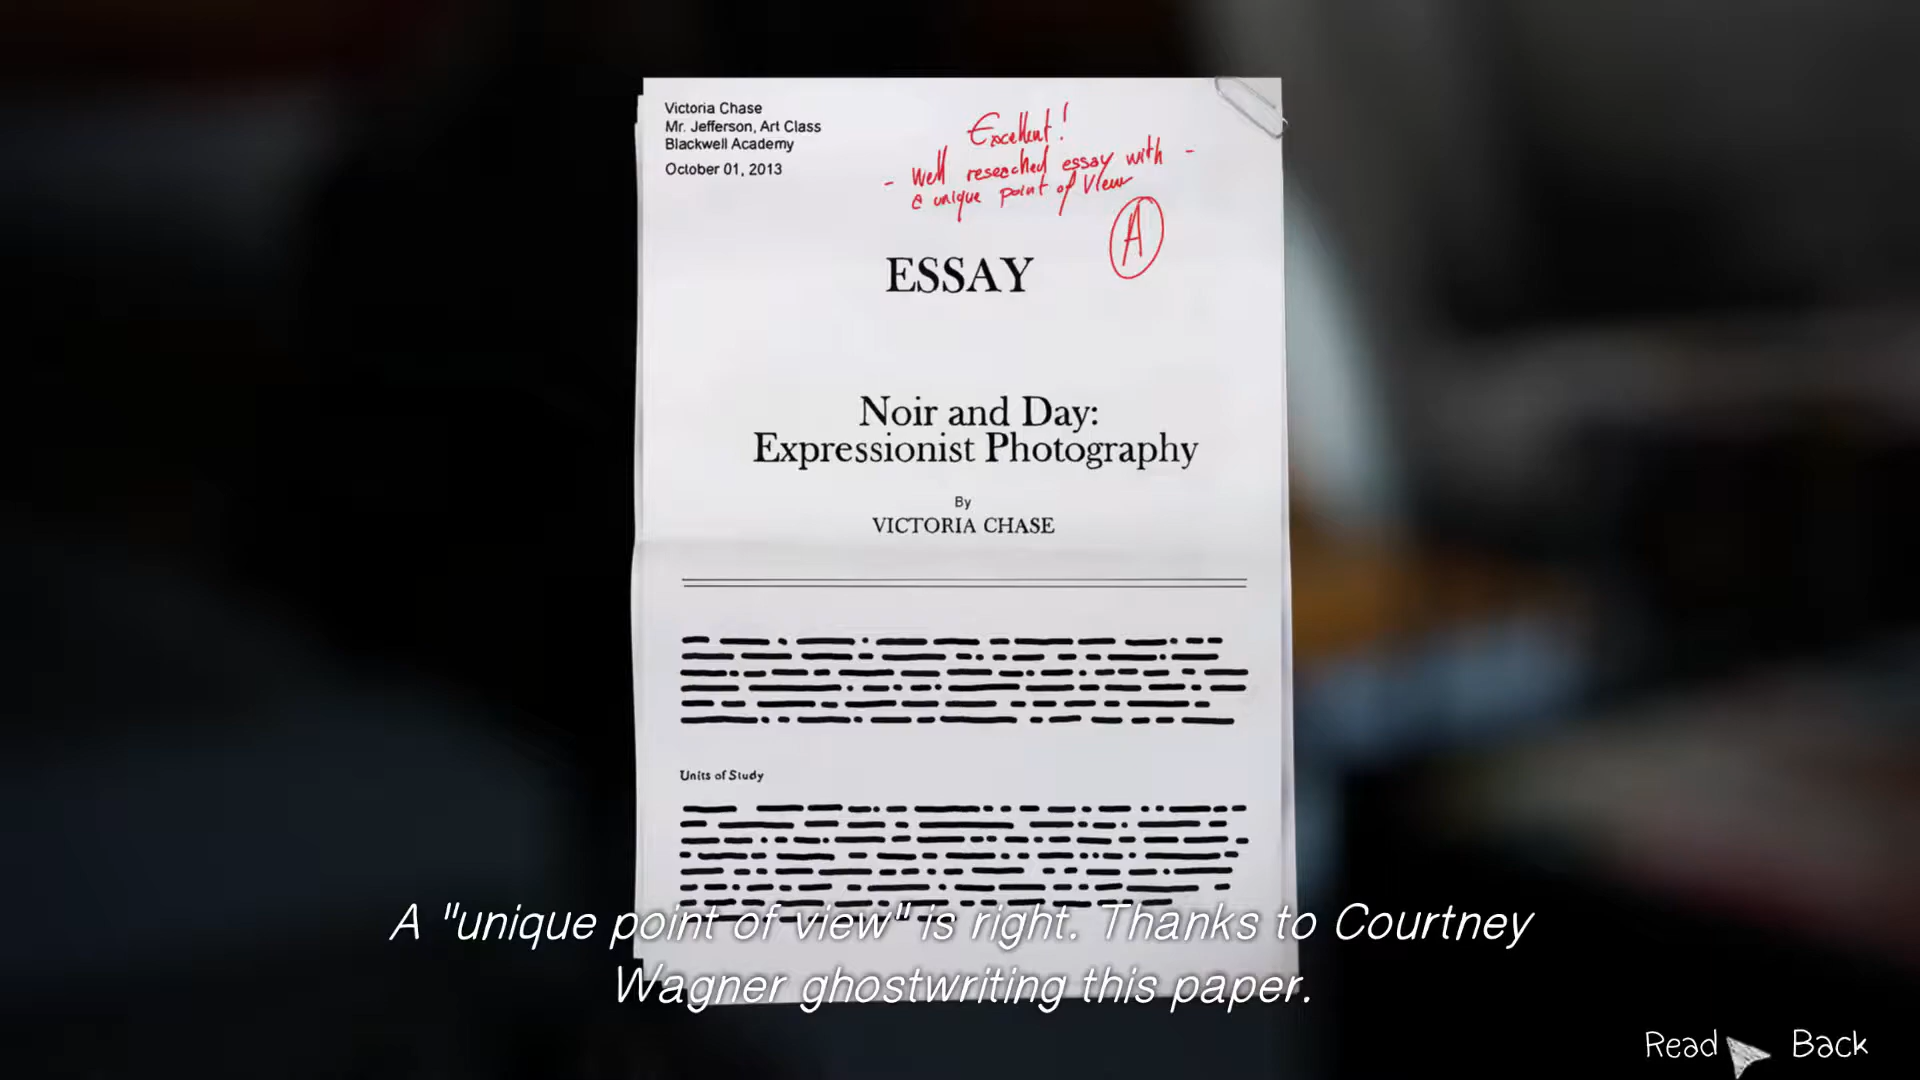 Victoria Chase
Mr. Jefferson, Art Class
Blackwell Academy
October 01, 2013
Excellent!
- Well reseached essay with -
a unique point of View
A
ESSAY
Noir and Day:
Expressionist Photography
By
VICTORIA CHASE
Units of Study
A "unique point of view" is right. Thanks to Courtney
Wagner ghostwriting this paper.
Read
Back